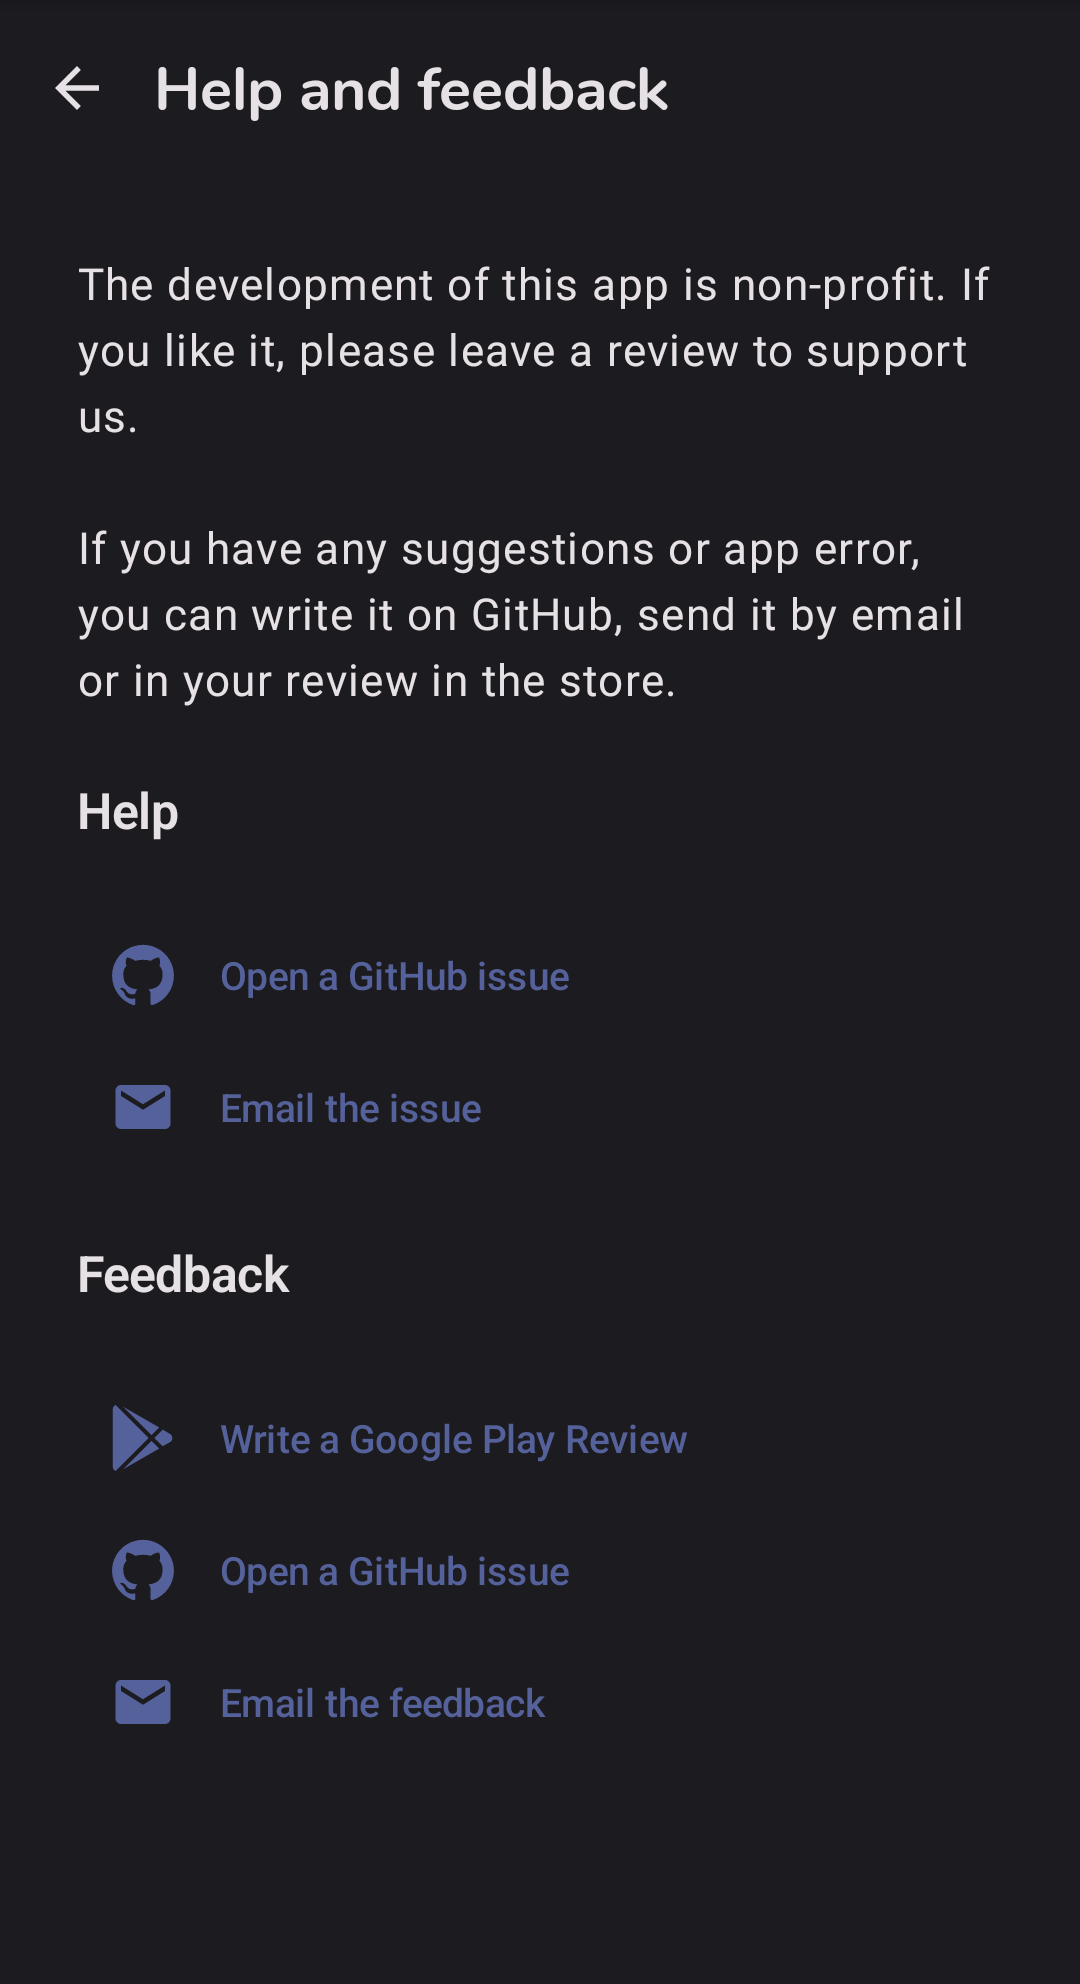 Help and feedback
The development of this app is non-profit. If
you like it, please leave a review to support
us.
If you have any suggestions or app error,
you can write it on GitHub, send it by email
or in your review in the store.
Help
Open a GitHub issue
Email the issue
Feedback
Write a Google Play Review
Open a GitHub issue
Email the feedback